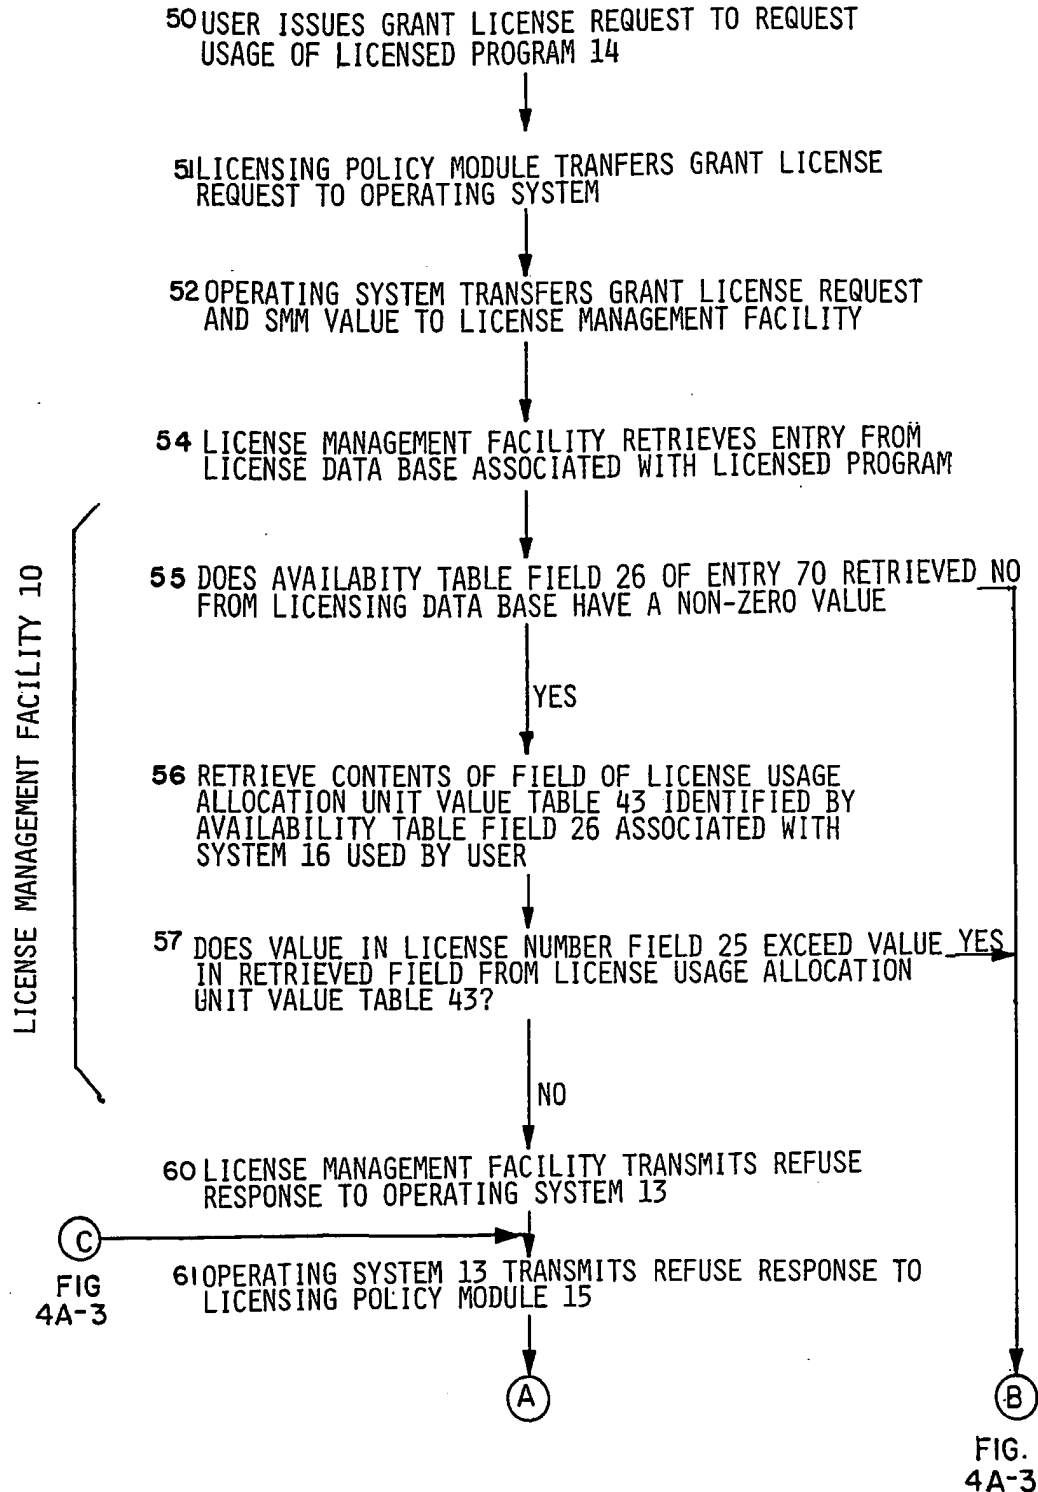 50 USER ISSUES GRANT LICENSE REQUEST TO REQUEST
USAGE OF LICENSED PROGRAM 14
51 LICENSING POLICY MODULE TRANFERS GRANT LICENSE
REQUEST TO OPERATING SYSTEM
52 OPERATING SYSTEM TRANSFERS GRANT LICENSE REQUEST
AND SMM VALUE TO LICENSE MANAGEMENT FACILITY
54 LICENSE MANAGEMENT FACILITY RETRIEVES ENTRY FROM
LICENSE DATA BASE ASSOCIATED WITH LICENSED PROGRAM
LICENSE MANAGEMENT FACILITY 10
55 DOES AVAILABITY TABLE FIELD 26 OF ENTRY 70 RETRIEVED NO
FROM LICENSING DATA BASE HAVE A NON-ZERO VALUE
YES
56 RETRIEVE CONTENTS OF FIELD OF LICENSE USAGE
ALLOCATION UNIT VALUE TABLE 43 IDENTIFIED BY
AVAILABILITY TABLE FIELD 26 ASSOCIATED WITH
SYSTEM 16 USED BY USER
57 DOES VALUE IN LICENSE NUMBER FIELD 25 EXCEED VALUE YES
IN RETRIEVED FIELD FROM LICENSE USAGE ALLOCATION
UNIT VALUE TABLE 43?
NO
60 LICENSE MANAGEMENT FACILITY TRANSMITS REFUSE
RESPONSE TO OPERATING SYSTEM 13
C
FIG
4A-3
61 OPERATING SYSTEM 13 TRANSMITS REFUSE RESPONSE TO
LICENSING POLICY MODULE 15
A
B
FIG.
4A-3